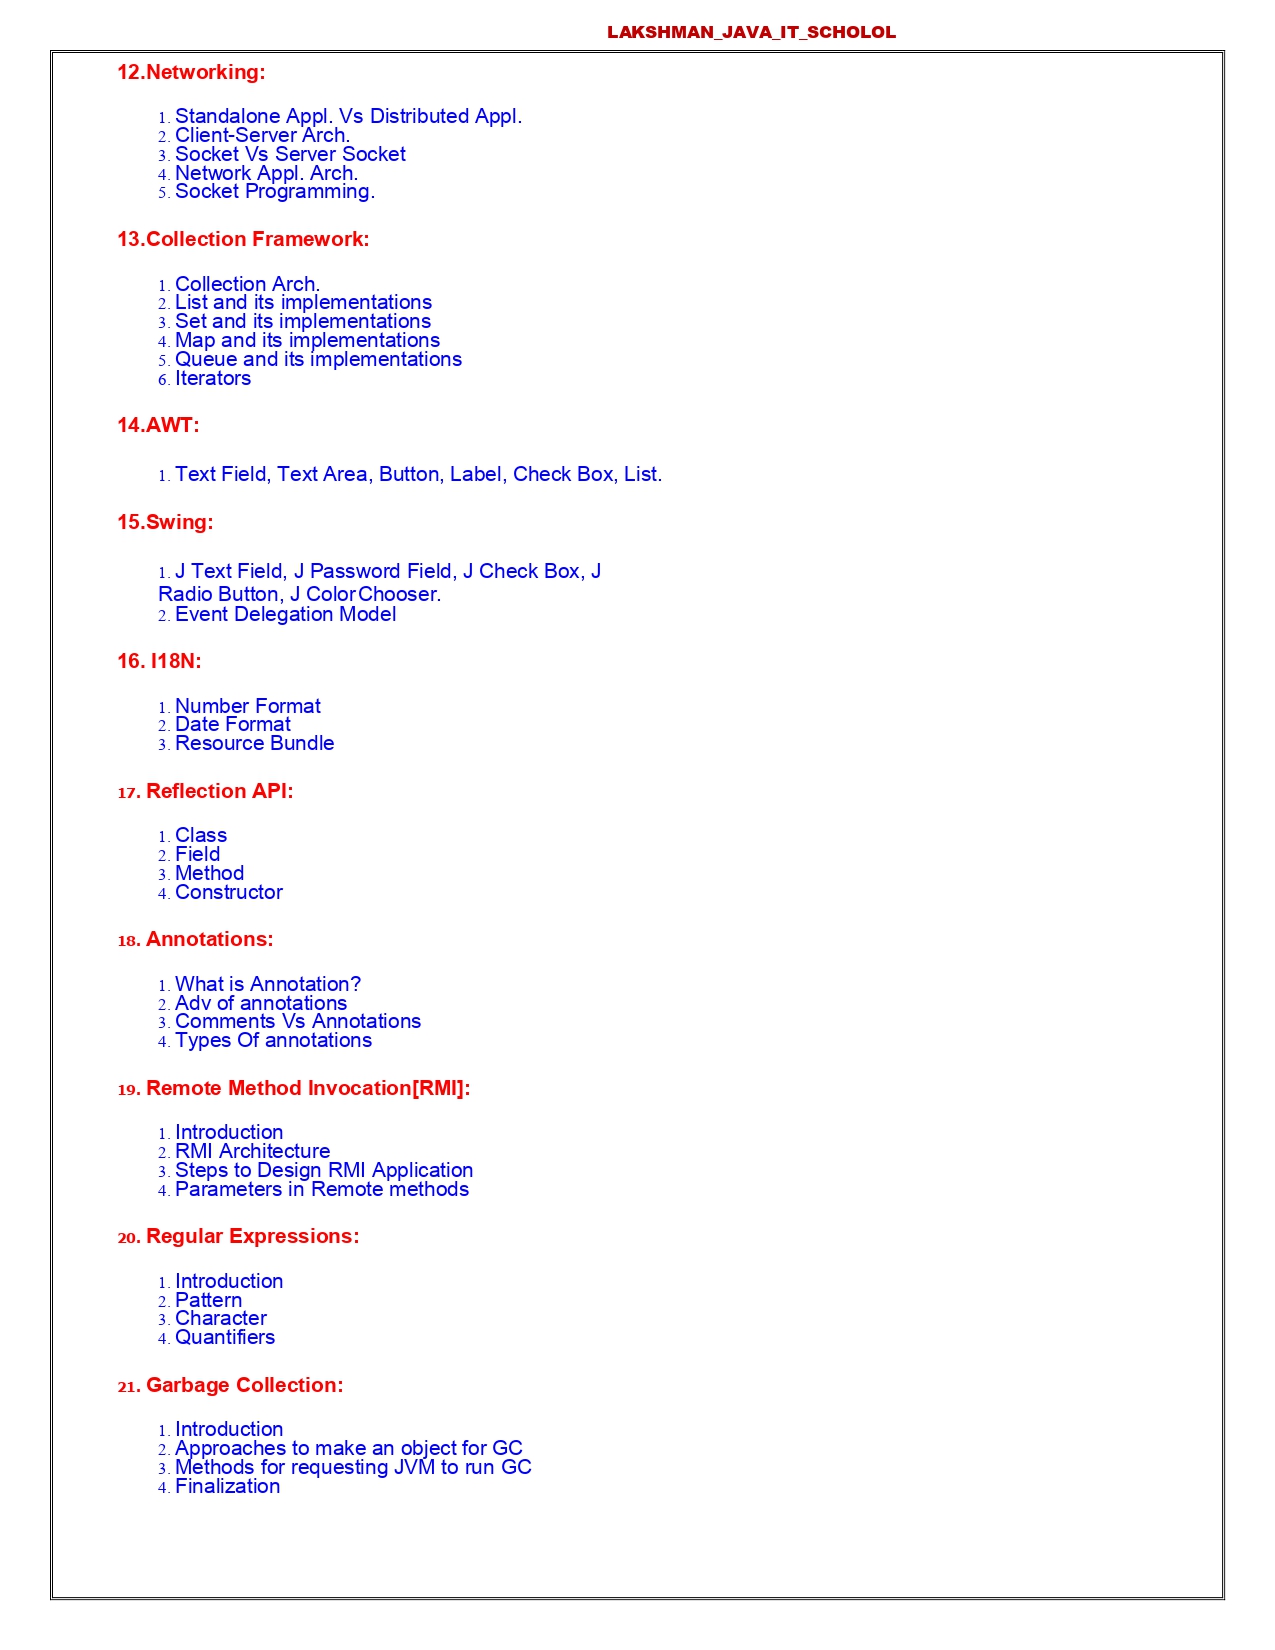 LAKSHMAN_JAVA_IT_SCHOLOL
12.Networking:
1. Standalone Appl. Vs Distributed Appl.
2. Client-Server Arch.
3. Socket Vs Server Socket
4. Network Appl. Arch.
5. Socket Programming.
13.Collection Framework:
1. Collection Arch.
2. List and its implementations
3. Set and its implementations
4. Map and its implementations
5. Queue and its implementations
6. Iterators
14.AWT:
1. Text Field, Text Area, Button, Label, Check Box, List.
15.Swing:
1. J Text Field, J Password Field, J Check Box, J
Radio Button, J ColorChooser.
2. Event Delegation Model
16. I18N:
1. Number Format
2. Date Format
3. Resource Bundle
17. Reflection API:
1. Class
2. Field
3. Method
4. Constructor
18. Annotations:
1. What is Annotation?
2. Adv of annotations
3. Comments Vs Annotations
4. Types Of annotations
19. Remote Method Invocation[RMI]:
1. Introduction
2. RMI Architecture
3. Steps to Design RMI Application
4. Parameters in Remote methods
20. Regular Expressions:
1. Introduction
2. Pattern
3. Character
4. Quantifiers
21. Garbage Collection:
1. Introduction
2. Approaches to make an object for GC
3. Methods for requesting JVM to run GC
4. Finalization